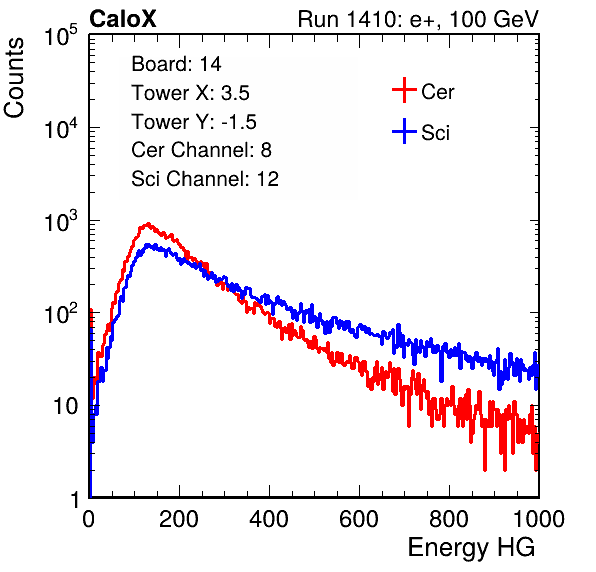 CaloX Run 1410: e+, 100 GeV
Counts
Board: 14
Tower X: 3.5
Tower Y: -1.5
Cer Channel: 8
Sci Channel: 12
Cer
Sci
10^5
10^4
10^3
10^2
10
1
0 200 400 600 800 1000
Energy HG